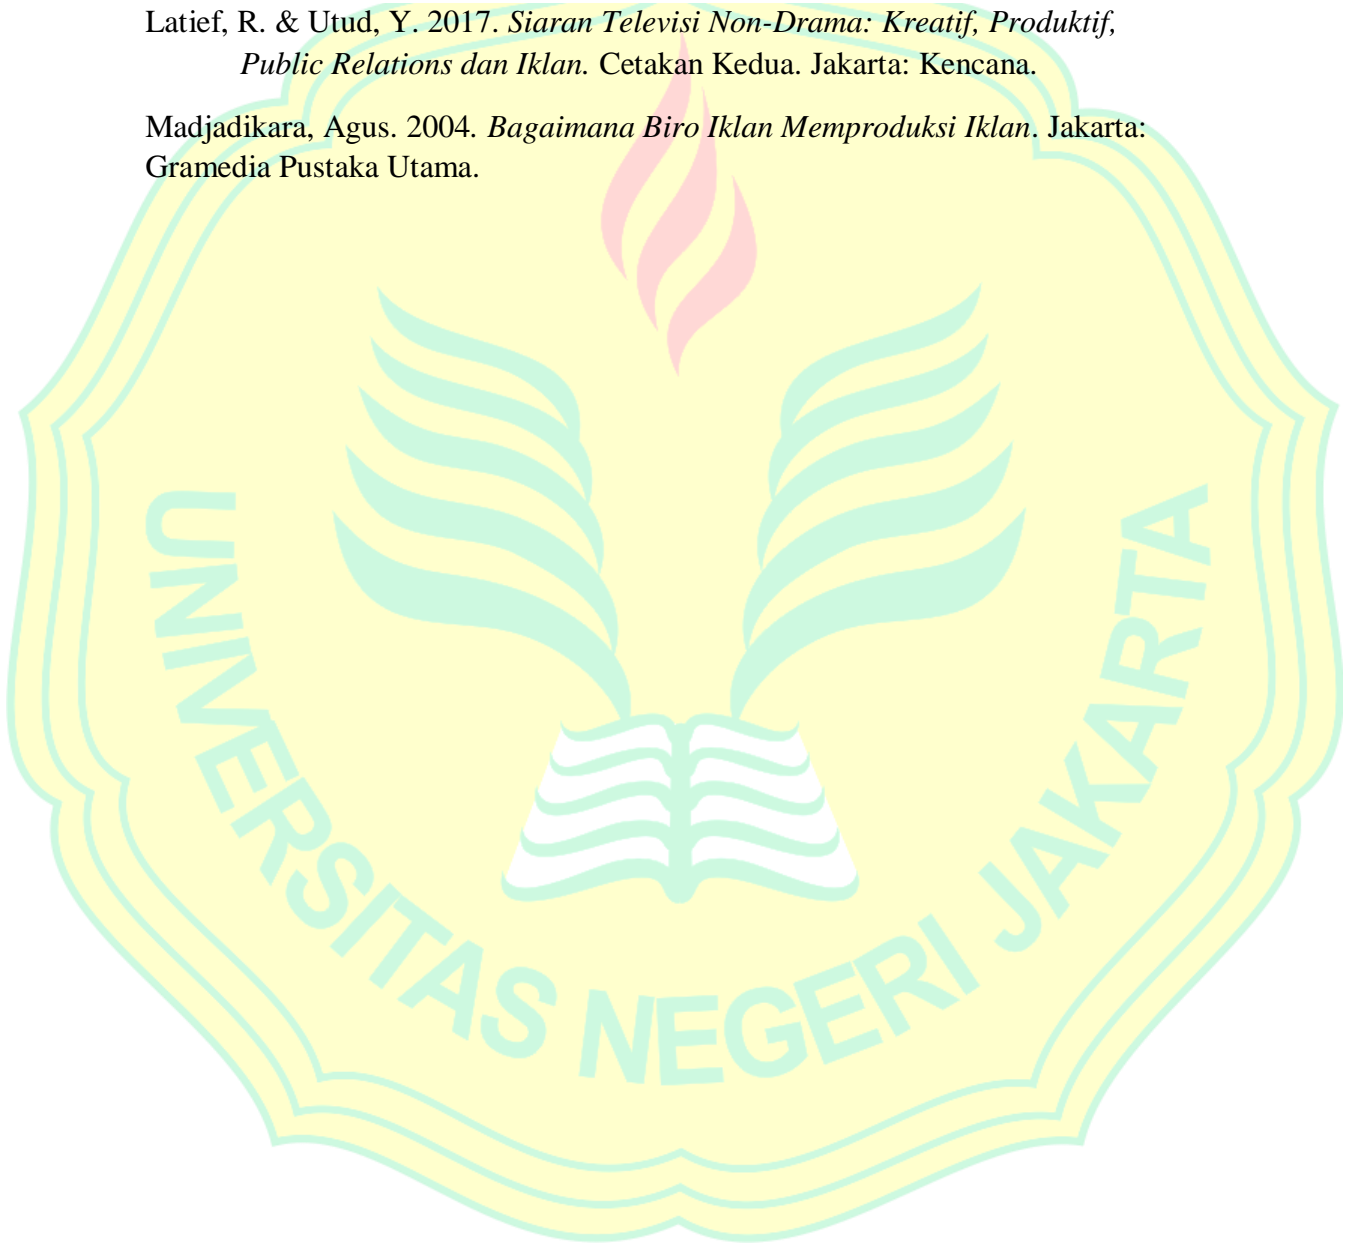 Latief, R. & Utud, Y. 2017. Siaran Televisi Non-Drama: Kreatif, Produktif,
Public Relations dan Iklan. Cetakan Kedua. Jakarta: Kencana.
Madjadikara, Agus. 2004. Bagaimana Biro Iklan Memproduksi Iklan. Jakarta:
Gramedia Pustaka Utama.
UNIVERSITAS NEGERI JAKARTA